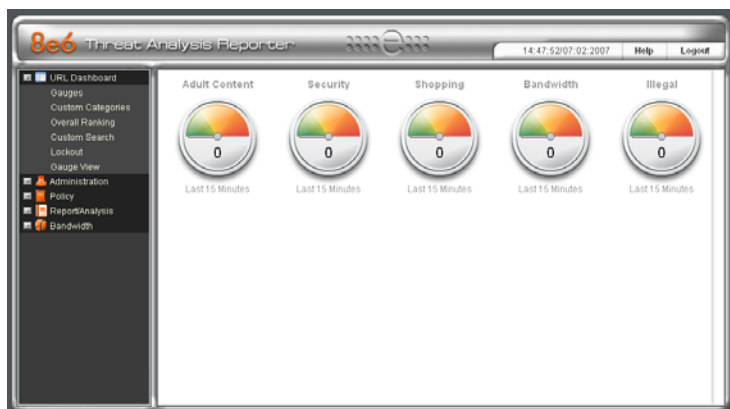 8e6 Threat Analysis Reporter
14:47:52/07:02:2007 Help Logout
URL Dashboard
Gauges
Custom Categories
Overall Ranking
Custom Search
Lockout
Gauge View
Administration
Policy
Report/Analysis
Bandwidth
Adult Content Security Shopping Bandwidth Illegal
0 0 0 0 0
Last 15 Minutes Last 15 Minutes Last 15 Minutes Last 15 Minutes Last 15 Minutes